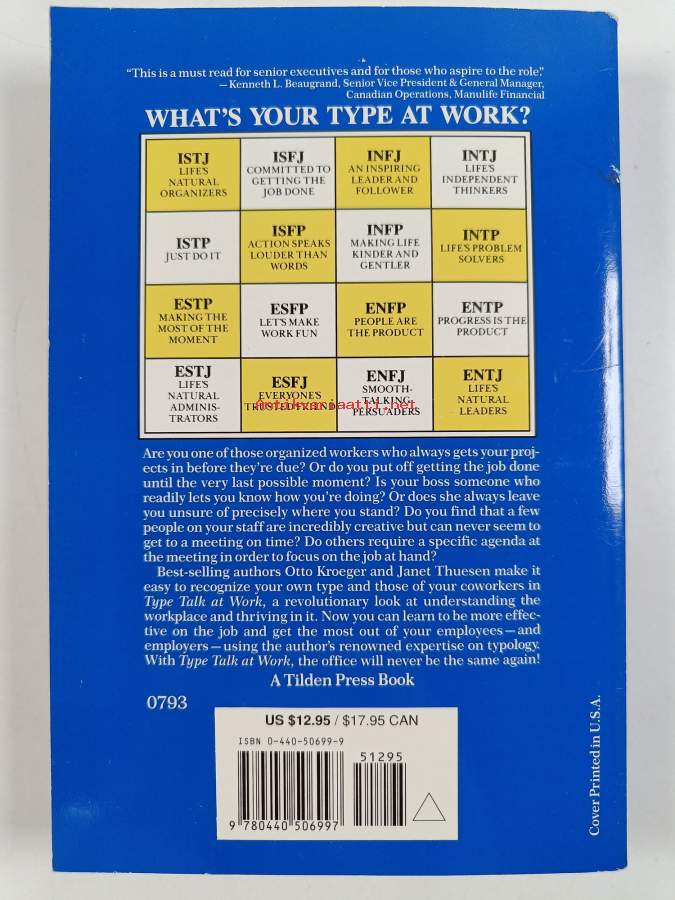 “This is a must read for senior executives and for those who aspire to the role.”
— Kenneth L. Beaugrand, Senior Vice President & General Manager,
Canadian Operations, Manulife Financial
WHAT'S YOUR TYPE AT WORK?
ISTJ
LIFE'S
NATURAL
ORGANIZERS
ISFJ
COMMITTED TO
GETTING THE
JOB DONE
INFJ
AN INSPIRING
LEADER AND
FOLLOWER
INTJ
LIFE'S
INDEPENDENT
THINKERS
ISTP
JUST DO IT
ISFP
ACTION SPEAKS
LOUDER THAN
WORDS
INFP
MAKING LIFE
KINDER AND
GENTLER
INTP
LIFE'S PROBLEM
SOLVERS
ESTP
MAKING THE
MOST OF THE
MOMENT
ESFP
LET'S MAKE
WORK FUN
ENFP
PEOPLE ARE
THE PRODUCT
ENTP
PROGRESS IS THE
PRODUCT
ESTJ
LIFE'S
NATURAL
ADMINIS-
TRATORS
ESFJ
EVERYONE'S
TRUSTED FRIEND
ENFJ
SMOOTH-
TALKING
PERSUADERS
ENTJ
LIFE'S
NATURAL
LEADERS
antikvariaatti.net
Are you one of those organized workers who always gets your proj-
ects in before they're due? Or do you put off getting the job done
until the very last possible moment? Is your boss someone who
readily lets you know how you're doing? Or does she always leave
you unsure of precisely where you stand? Do you find that a few
people on your staff are incredibly creative but can never seem to
get to a meeting on time? Do others require a specific agenda at
the meeting in order to focus on the job at hand?
Best-selling authors Otto Kroeger and Janet Thuesen make it
easy to recognize your own type and those of your coworkers in
Type Talk at Work, a revolutionary look at understanding the
workplace and thriving in it. Now you can learn to be more effec-
tive on the job and get the most out of your employees—and
employers—using the author's renowned expertise on typology.
With Type Talk at Work, the office will never be the same again!
A Tilden Press Book
0793
US $12.95 / $17.95 CAN
ISBN 0-440-50699-9
51295
9 780440 506997
Cover Printed in U.S.A.